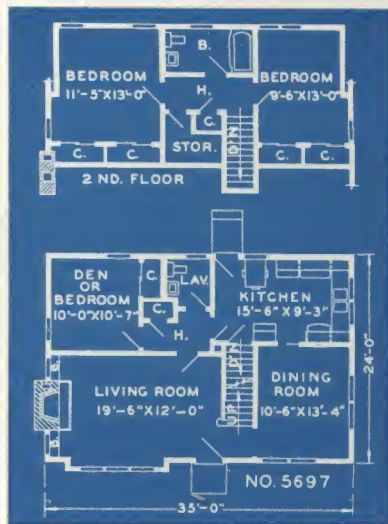 B.
BEDROOM
11'-5"X13'-0"
H.
BEDROOM
9'-6"X13'-0"
C.
STOR.
DN
C. C.
C. C.
2 ND. FLOOR
DEN
OR
BEDROOM
10'-0"X10'-7"
C.
LAV.
C.
H.
KITCHEN
15'-6" X 9'-3"
LIVING ROOM
19'-6"X12'-0"
UP
DN
DINING
ROOM
10'-6"X13'-4"
24'-0"
B.
B.
NO. 5697
35'-0"